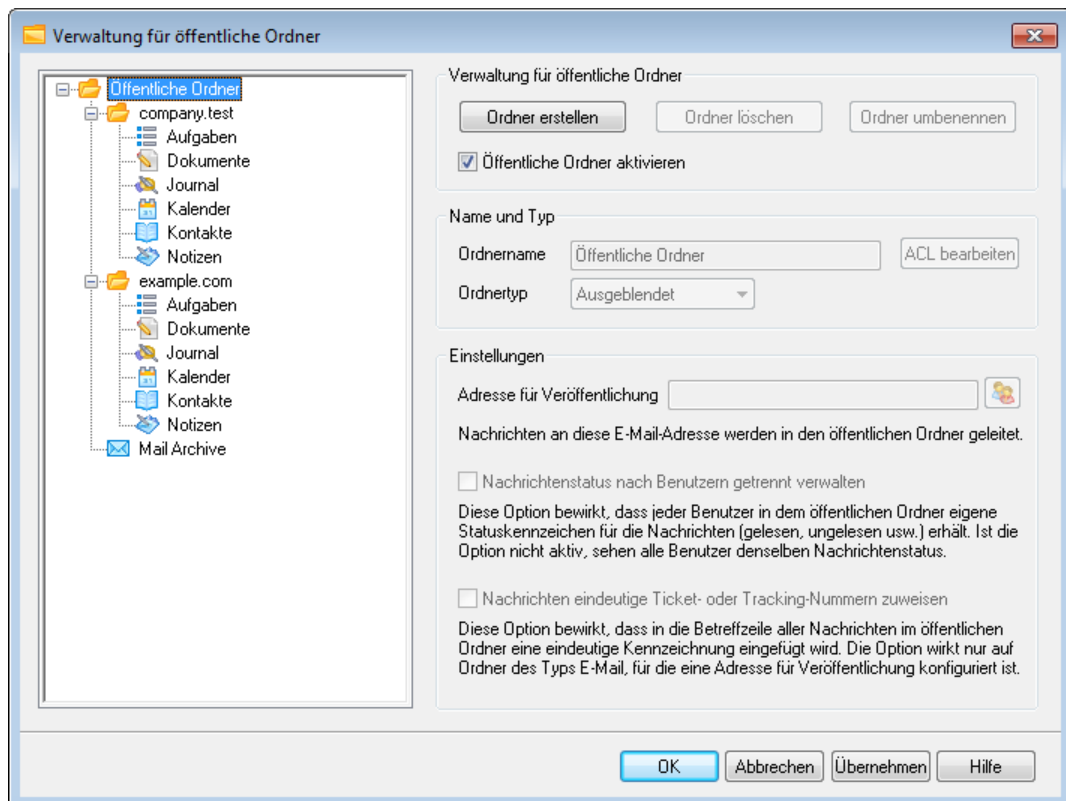 Verwaltung für öffentliche Ordner
Öffentliche Ordner
company.test
Aufgaben
Dokumente
Journal
Kalender
Kontakte
Notizen
example.com
Aufgaben
Dokumente
Journal
Kalender
Kontakte
Notizen
Mail Archive
Verwaltung für öffentliche Ordner
Ordner erstellen Ordner löschen Ordner umbenennen
Öffentliche Ordner aktivieren
Name und Typ
Ordnername Öffentliche Ordner ACL bearbeiten
Ordnertyp Ausgeblendet
Einstellungen
Adresse für Veröffentlichung
Nachrichten an diese E-Mail-Adresse werden in den öffentlichen Ordner geleitet.
Nachrichtenstatus nach Benutzern getrennt verwalten
Diese Option bewirkt, dass jeder Benutzer in dem öffentlichen Ordner eigene
Statuskennzeichen für die Nachrichten (gelesen, ungelesen usw.) erhält. Ist die
Option nicht aktiv, sehen alle Benutzer denselben Nachrichtenstatus.
Nachrichten eindeutige Ticket- oder Tracking-Nummern zuweisen
Diese Option bewirkt, dass in die Betreffzeile aller Nachrichten im öffentlichen
Ordner eine eindeutige Kennzeichnung eingefügt wird. Die Option wirkt nur auf
Ordner des Typs E-Mail, für die eine Adresse für Veröffentlichung konfiguriert ist.
OK Abbrechen Übernehmen Hilfe